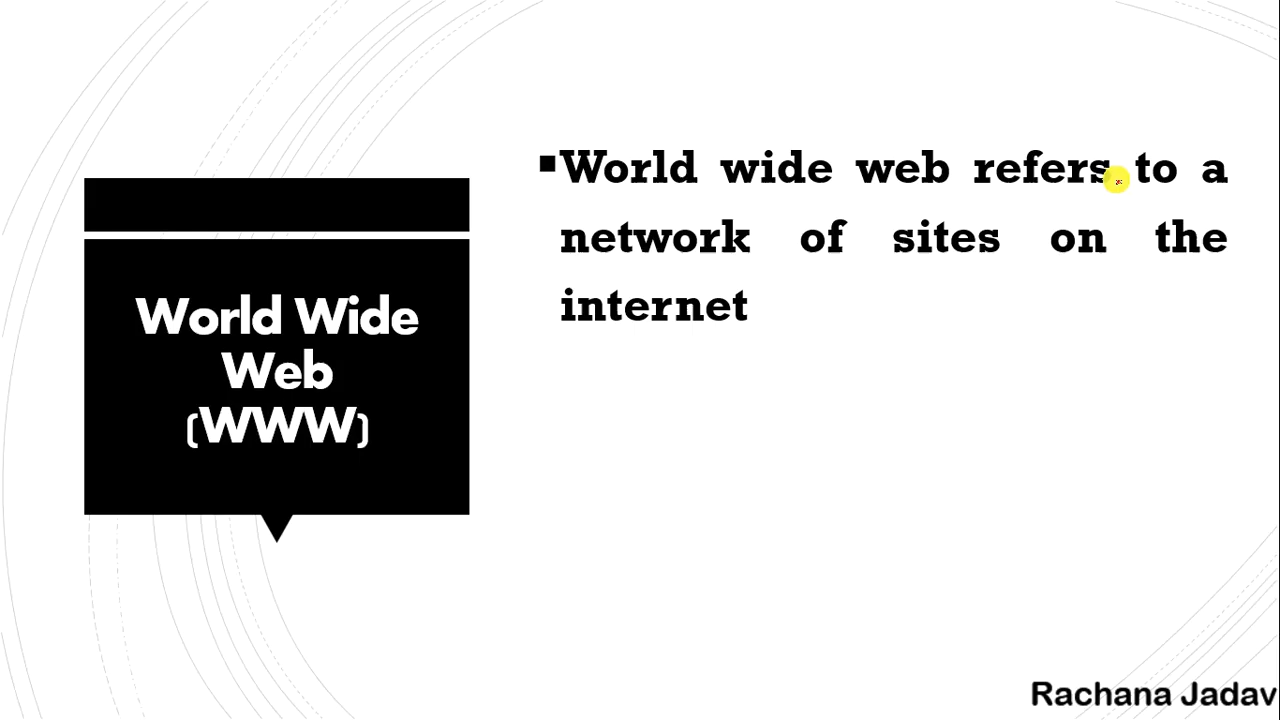 World Wide
Web
(WWW)
▪World wide web refers to a
network of sites on the
internet
Rachana Jadav